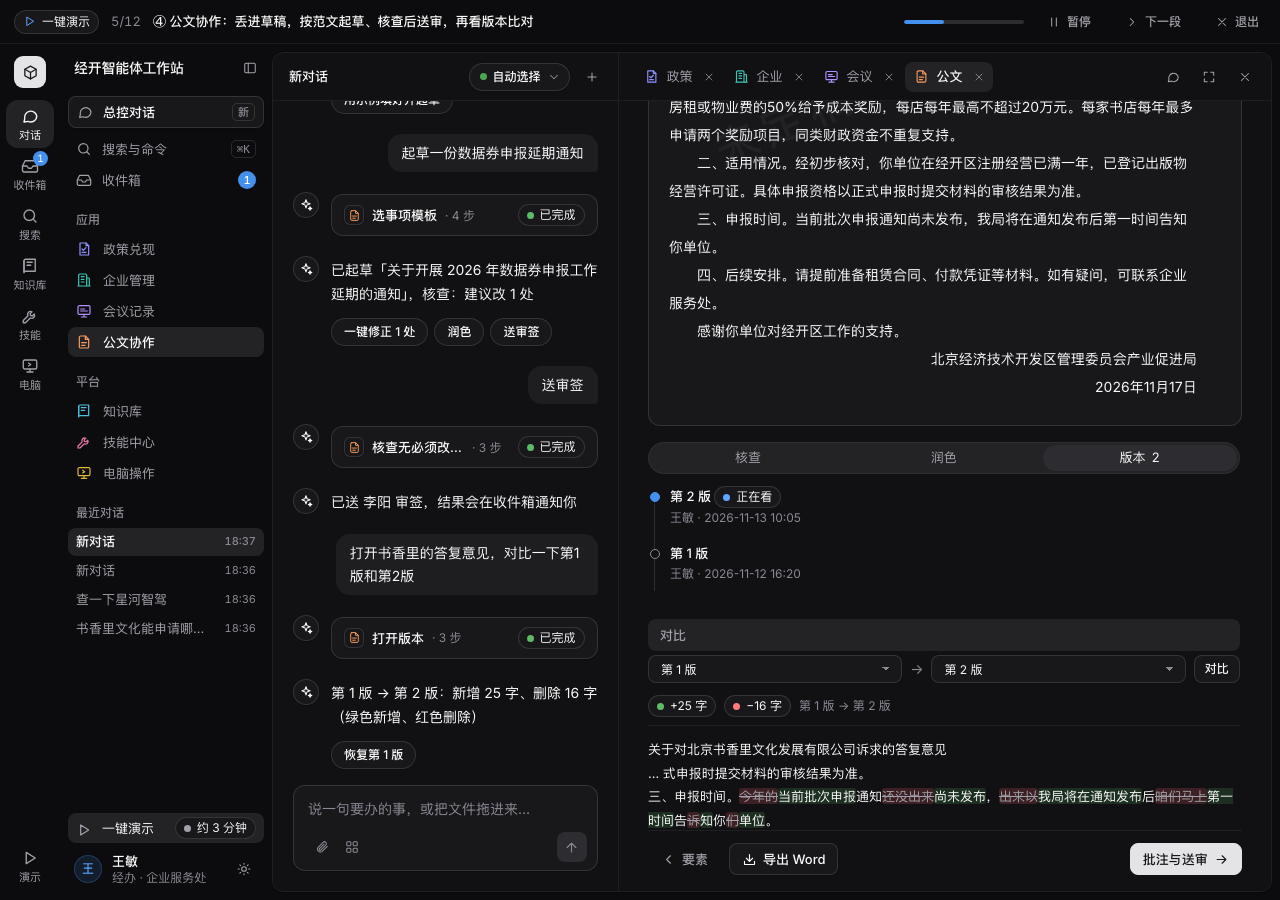 一键演示
5/12
④ 公文协作：丢进草稿，按范文起草、核查后送审，再看版本比对
暂停
下一段
退出
对话
1
收件箱
搜索
知识库
技能
电脑
演示
经开智能体工作站
总控对话
新
搜索与命令
⌘K
收件箱
1
应用
政策兑现
企业管理
会议记录
公文协作
平台
知识库
技能中心
电脑操作
最近对话
新对话 18:37
新对话 18:36
查一下星河智驾 18:36
书香里文化能申请哪... 18:36
一键演示
约 3 分钟
王
王敏
经办 · 企业服务处
新对话
自动选择
起草一份数据券申报延期通知
选事项模板 · 4 步
已完成
已起草「关于开展 2026 年数据券申报工作
延期的通知」，核查：建议改 1 处
一键修正 1 处
润色
送审签
送审签
核查无必须改... · 3 步
已完成
已送 李阳 审签，结果会在收件箱通知你
打开书香里的答复意见，对比一下第1
版和第2版
打开版本 · 3 步
已完成
第 1 版 → 第 2 版：新增 25 字、删除 16 字
（绿色新增、红色删除）
恢复第 1 版
说一句要办的事，或把文件拖进来...
政策
企业
会议
公文
房租或物业费的50%给予成本奖励，每店每年最高不超过20万元。每家书店每年最多
申请两个奖励项目，同类财政资金不重复支持。
二、适用情况。经初步核对，你单位在经开区注册经营已满一年，已登记出版物
经营许可证。具体申报资格以正式申报时提交材料的审核结果为准。
三、申报时间。当前批次申报通知尚未发布，我局将在通知发布后第一时间告知
你单位。
四、后续安排。请提前准备租赁合同、付款凭证等材料。如有疑问，可联系企业
服务处。
感谢你单位对经开区工作的支持。
北京经济技术开发区管理委员会产业促进局
2026年11月17日
核查
润色
版本 2
第 2 版
正在看
王敏 · 2026-11-13 10:05
第 1 版
王敏 · 2026-11-12 16:20
对比
第 1 版
→
第 2 版
对比
+25 字
−16 字
第 1 版 → 第 2 版
关于对北京书香里文化发展有限公司诉求的答复意见
... 式申报时提交材料的审核结果为准。
三、申报时间。今年的当前批次申报通知还没出来尚未发布，出来以我局将在通知发布后咱们马上第一
时间告诉知你们单位。
要素
导出 Word
批注与送审 →